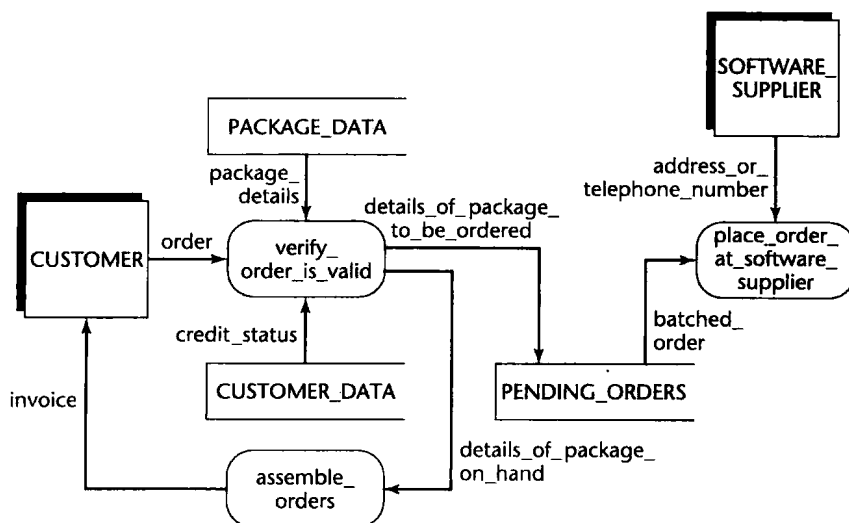 SOFTWARE_
SUPPLIER
PACKAGE_DATA
package_
details
address_or_
telephone_number
details_of_package_
to_be_ordered
CUSTOMER
order
verify_
order_is_valid
place_order_
at_software_
supplier
credit_status
batched_
order
invoice
CUSTOMER_DATA
PENDING_ORDERS
details_of_package_
on_hand
assemble_
orders